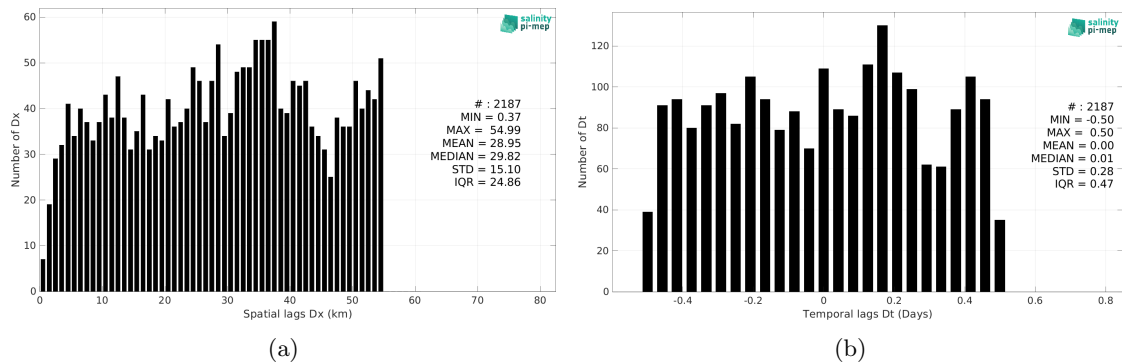 60
50
40
30
20
10
0
0 10 20 30 40 50 60 70 80
Number of Dx
Spatial lags Dx (km)
salinity
pi-mep
# : 2187
MIN = 0.37
MAX = 54.99
MEAN = 28.95
MEDIAN = 29.82
STD = 15.10
IQR = 24.86
(a)
120
100
80
60
40
20
0
-0.4 -0.2 0 0.2 0.4 0.6 0.8
Number of Dt
Temporal lags Dt (Days)
salinity
pi-mep
# : 2187
MIN = -0.50
MAX = 0.50
MEAN = 0.00
MEDIAN = 0.01
STD = 0.28
IQR = 0.47
(b)